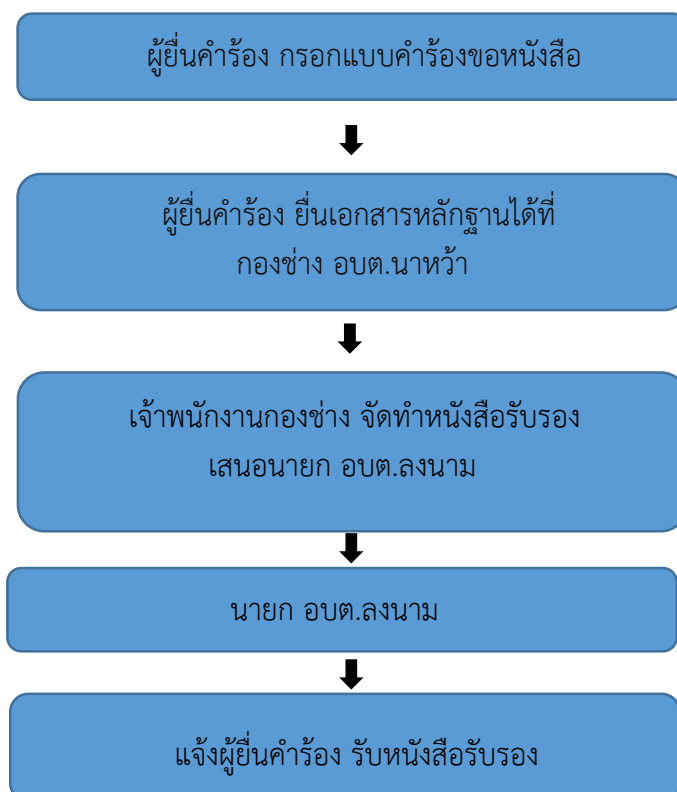 ผู้ยื่นคำร้อง กรอกแบบคำร้องขอหนังสือ
ผู้ยื่นคำร้อง ยื่นเอกสารหลักฐานได้ที่
กองช่าง อบต.นาหว้า
เจ้าพนักงานกองช่าง จัดทำหนังสือรับรอง
เสนอนายก อบต.ลงนาม
นายก อบต.ลงนาม
แจ้งผู้ยื่นคำร้อง รับหนังสือรับรอง